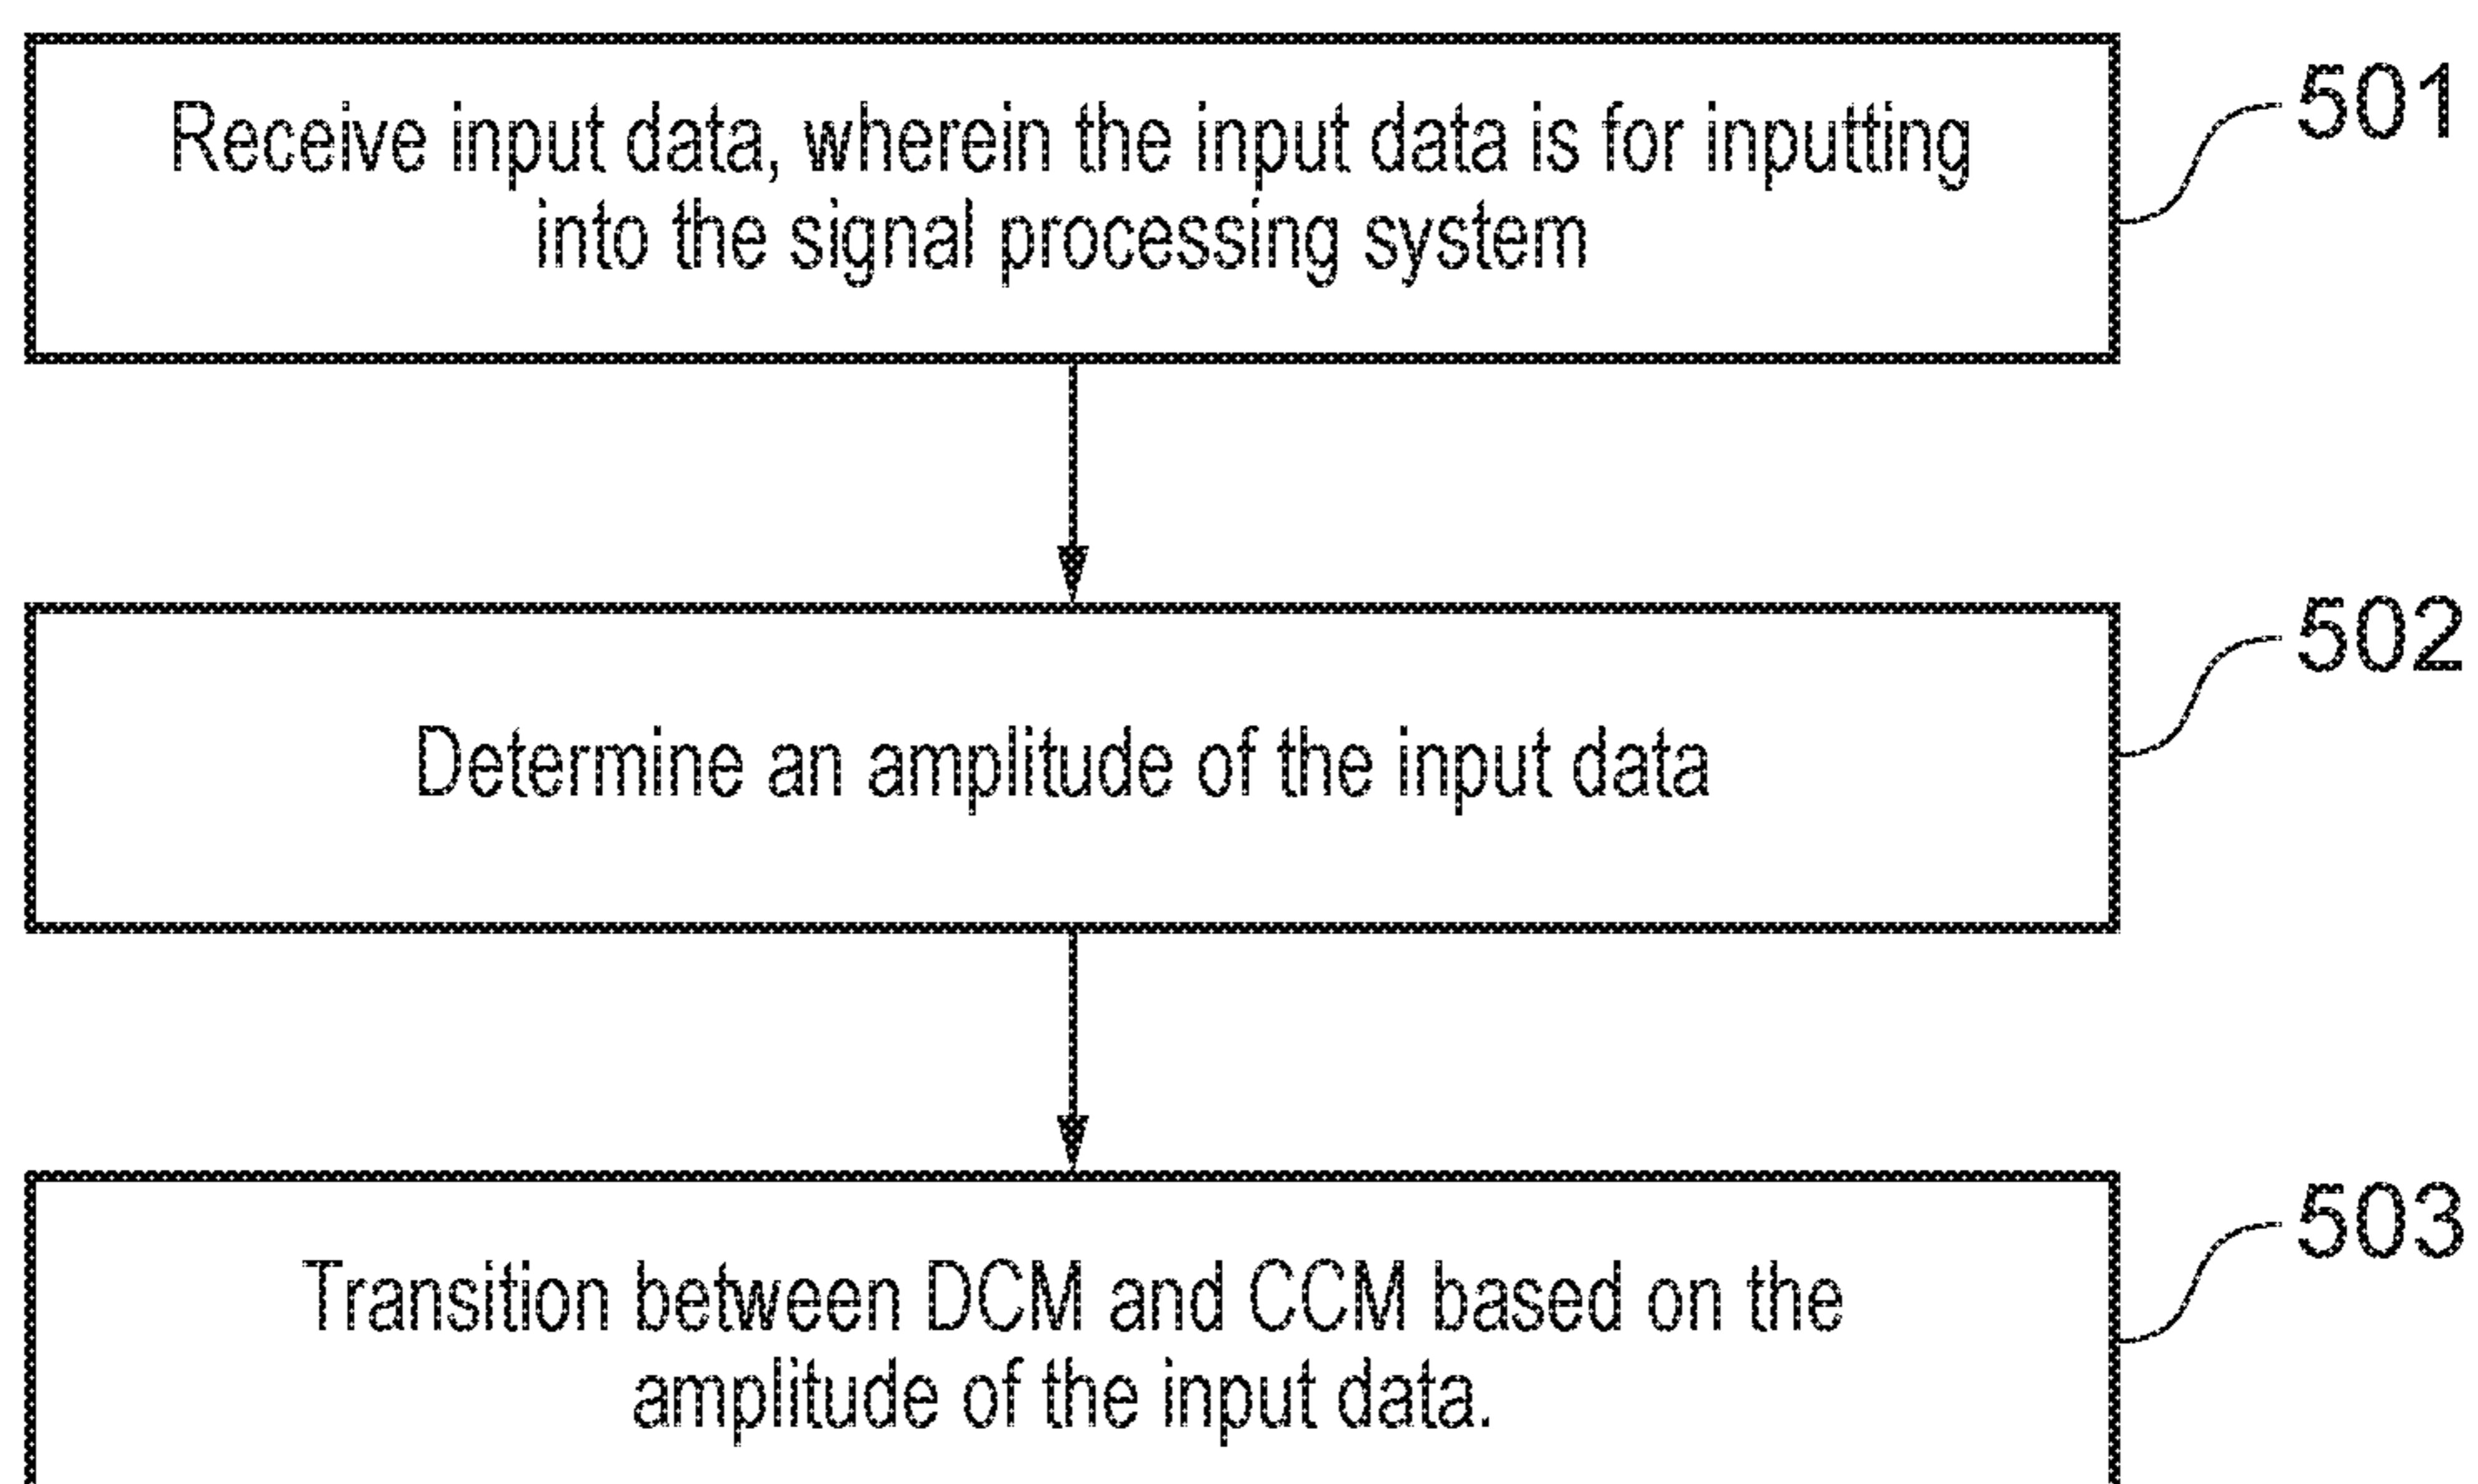 Receive input data, wherein the input data is for inputting
into the signal processing system
501
Determine an amplitude of the input data
502
Transition between DCM and CCM based on the
amplitude of the input data.
503